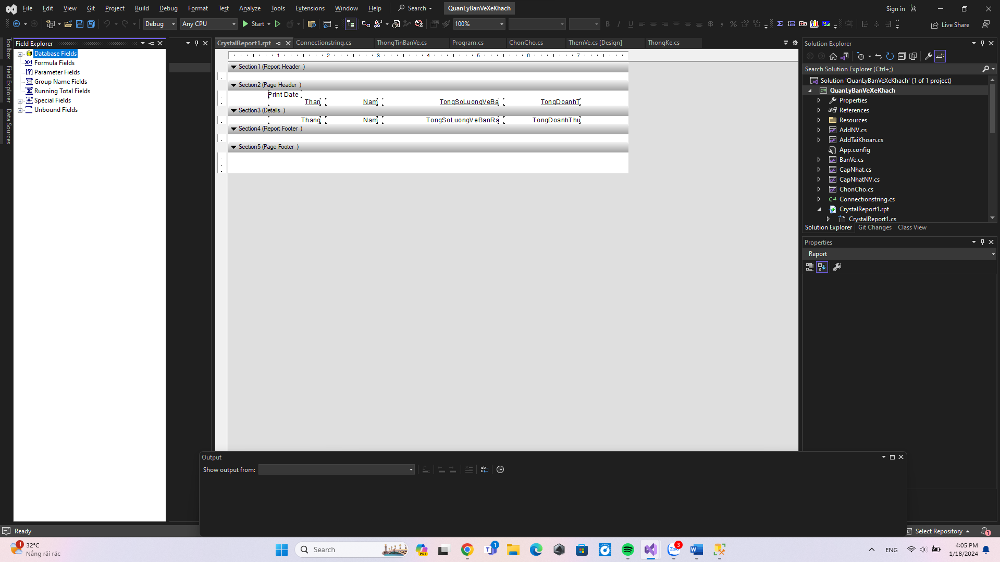 File Edit View Git Project Build Debug Format Test Analyze Tools Extensions Window Help Search QuanLyBanVeXeKhach Sign in
Debug Any CPU Start 100% Live Share
Toolbox
Field Explorer
Data Sources
Field Explorer
Database Fields
Formula Fields
Parameter Fields
Group Name Fields
Running Total Fields
Special Fields
Unbound Fields
CrystalReport1.rpt Connectionstring.cs ThongTinBanVe.cs Program.cs ChonCho.cs ThemVe.cs [Design] ThongKe.cs
1 2 3 4 5 6 7
Section1 (Report Header )
Section2 (Page Header )
Print Date
Than Nam TongSoLuongVeBa TongDoanhT
Section3 (Details )
Thang Nam TongSoLuongVeBanRa TongDoanhThu
Section4 (Report Footer )
Section5 (Page Footer )
Solution Explorer
Search Solution Explorer (Ctrl+;)
Solution 'QuanLyBanVeXeKhach' (1 of 1 project)
QuanLyBanVeXeKhach
Properties
References
Resources
AddNV.cs
AddTaiKhoan.cs
App.config
BanVe.cs
CapNhat.cs
CapNhatNV.cs
ChonCho.cs
C# Connectionstring.cs
CrystalReport1.rpt
CrystalReport1.cs
Solution Explorer Git Changes Class View
Properties
Report
Output
Show output from:
Ready
Select Repository
1
1
32°C
Nắng rải rác
Search
PRE
1
3
Zalo
ENG
4:05 PM
1/18/2024